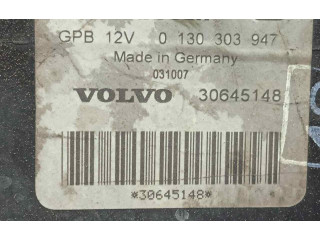 GPB 12V 0 130 303 947
Made in Germany
031007
VOLVO 30645148
*30645148*